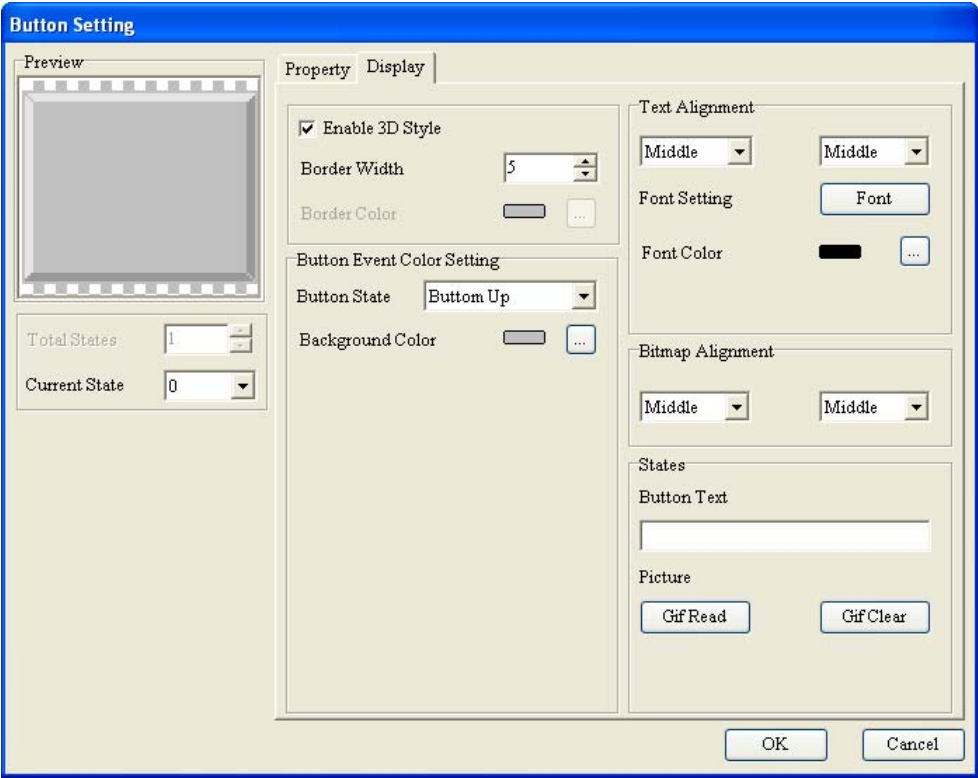 Button Setting
Preview
Total States
1
Current State
0
Property
Display
Enable 3D Style
Border Width
5
Border Color
...
Button Event Color Setting
Button State
Buttom Up
Background Color
...
Text Alignment
Middle
Middle
Font Setting
Font
Font Color
...
Bitmap Alignment
Middle
Middle
States
Button Text
Picture
Gif Read
Gif Clear
OK
Cancel